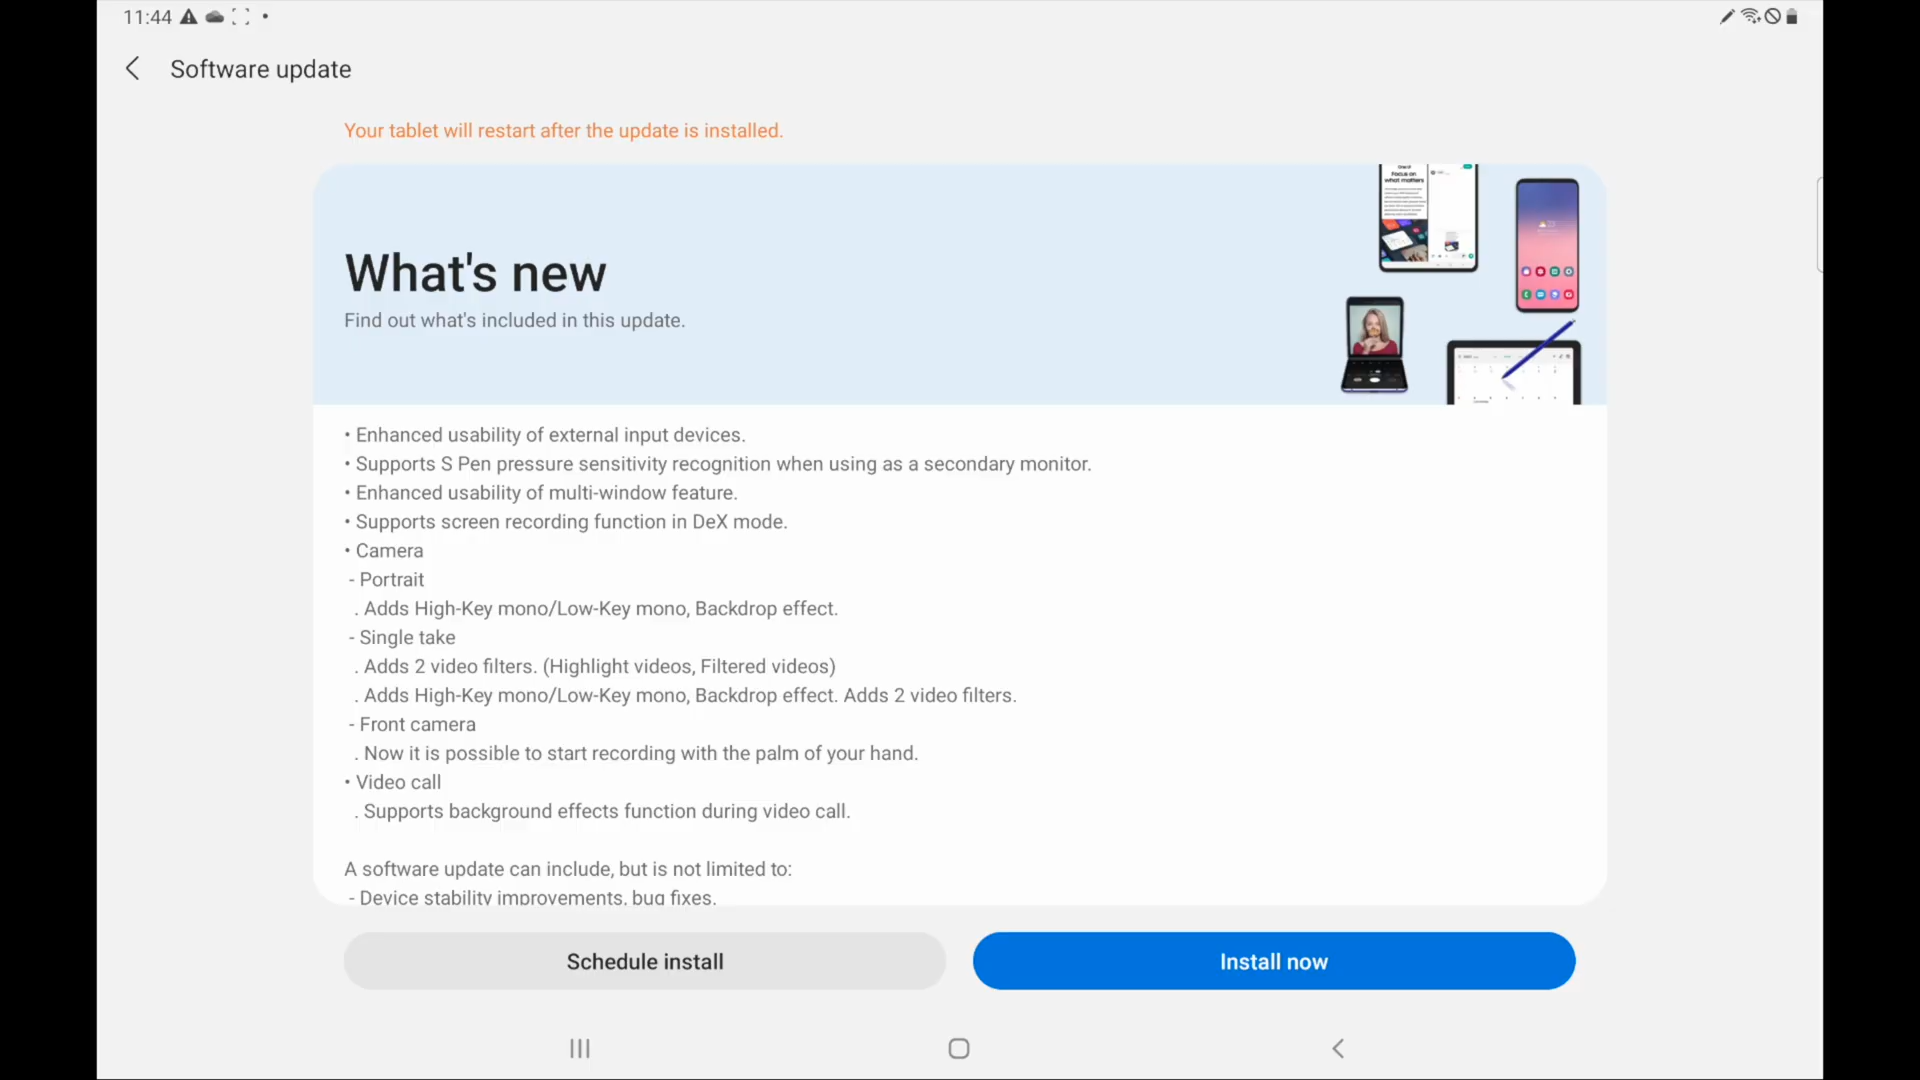 11:44
Software update
Your tablet will restart after the update is installed.
Focus on
what matters
What's new
Find out what's included in this update.
• Enhanced usability of external input devices.
• Supports S Pen pressure sensitivity recognition when using as a secondary monitor.
• Enhanced usability of multi-window feature.
• Supports screen recording function in DeX mode.
• Camera
- Portrait
. Adds High-Key mono/Low-Key mono, Backdrop effect.
- Single take
. Adds 2 video filters. (Highlight videos, Filtered videos)
. Adds High-Key mono/Low-Key mono, Backdrop effect. Adds 2 video filters.
- Front camera
. Now it is possible to start recording with the palm of your hand.
• Video call
. Supports background effects function during video call.
A software update can include, but is not limited to:
- Device stability improvements, bug fixes.
Schedule install
Install now